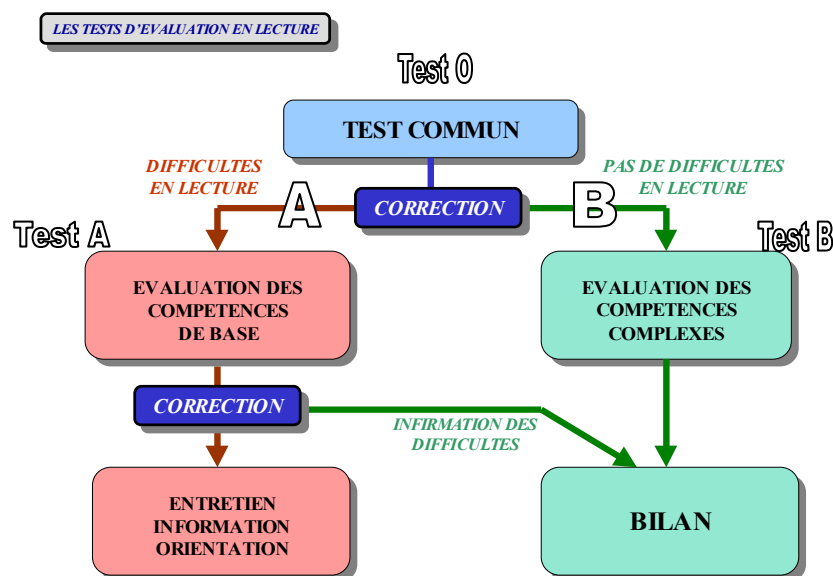 LES TESTS D'EVALUATION EN LECTURE
Test 0
TEST COMMUN
DIFFICULTES
EN LECTURE
PAS DE DIFFICULTES
EN LECTURE
A
CORRECTION
B
Test A
Test B
EVALUATION DES
COMPETENCES
DE BASE
EVALUATION DES
COMPETENCES
COMPLEXES
CORRECTION
INFIRMATION DES
DIFFICULTES
ENTRETIEN
INFORMATION
ORIENTATION
BILAN